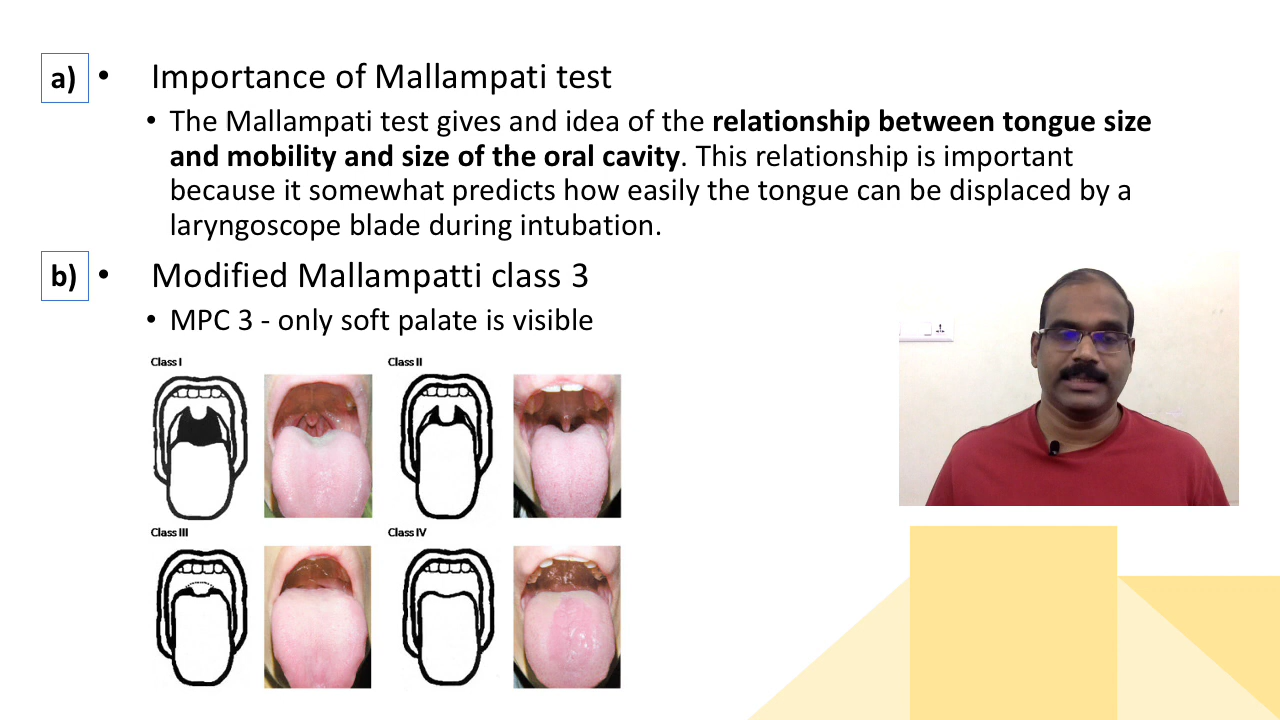 a) • Importance of Mallampati test
• The Mallampati test gives and idea of the relationship between tongue size
and mobility and size of the oral cavity. This relationship is important
because it somewhat predicts how easily the tongue can be displaced by a
laryngoscope blade during intubation.
b) • Modified Mallampatti class 3
• MPC 3 - only soft palate is visible
Class I
Class II
Class III
Class IV